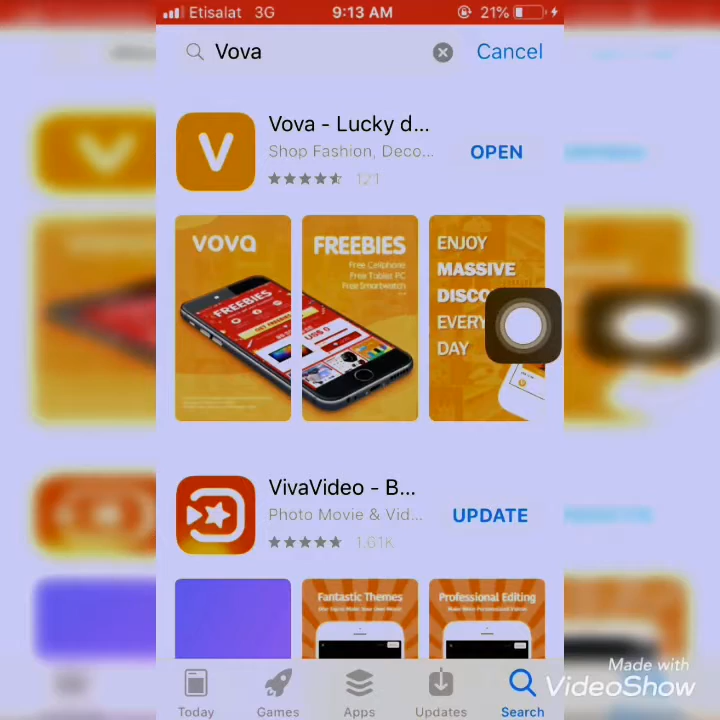 Etisalat 3G 9:13 AM 21%
Vova
Cancel
Vova - Lucky d...
Shop Fashion, Deco...
OPEN
121
V
VOVA
FREEBIES
US$ 0
FREEBIES
Free Cellphone
Free Tablet PC
Free Smartwatch
ENJOY
MASSIVE
DISCO
EVERY
DAY
VivaVideo - B...
Photo Movie & Vid...
UPDATE
1.61K
Fantastic Themes
Professional Editing
Today
Games
Apps
Updates
Search
Made with
VideoShow